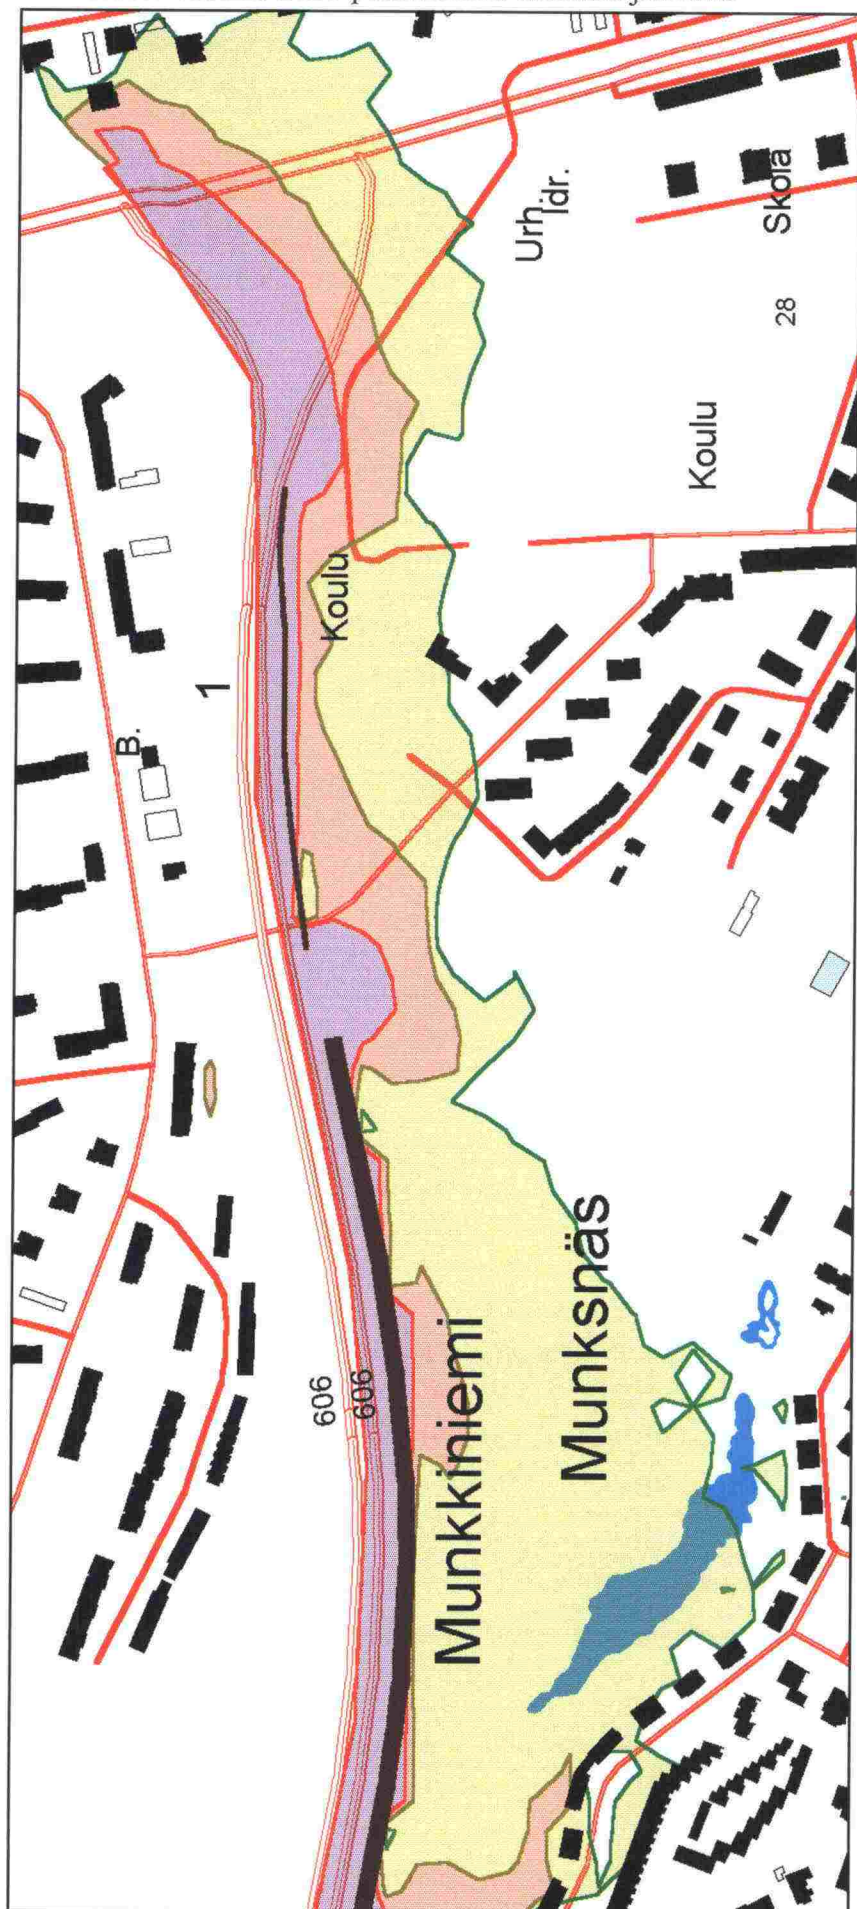 Urh.
Idr.
Skola
28
Koulu
Koulu
1
B.
606
606
Munkkiniemi
Munksnäs